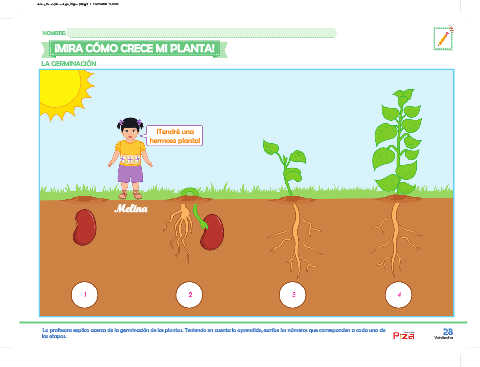 NOMBRE:
¡MIRA CÓMO CRECE MI PLANTA!
LA GERMINACIÓN
¡Tendré una
hermosa planta!
Melina
1
2
3
4
La profesora explica acerca de la germinación de las plantas. Teniendo en cuenta lo aprendido, escribe los números que corresponden a cada una de
las etapas.
28